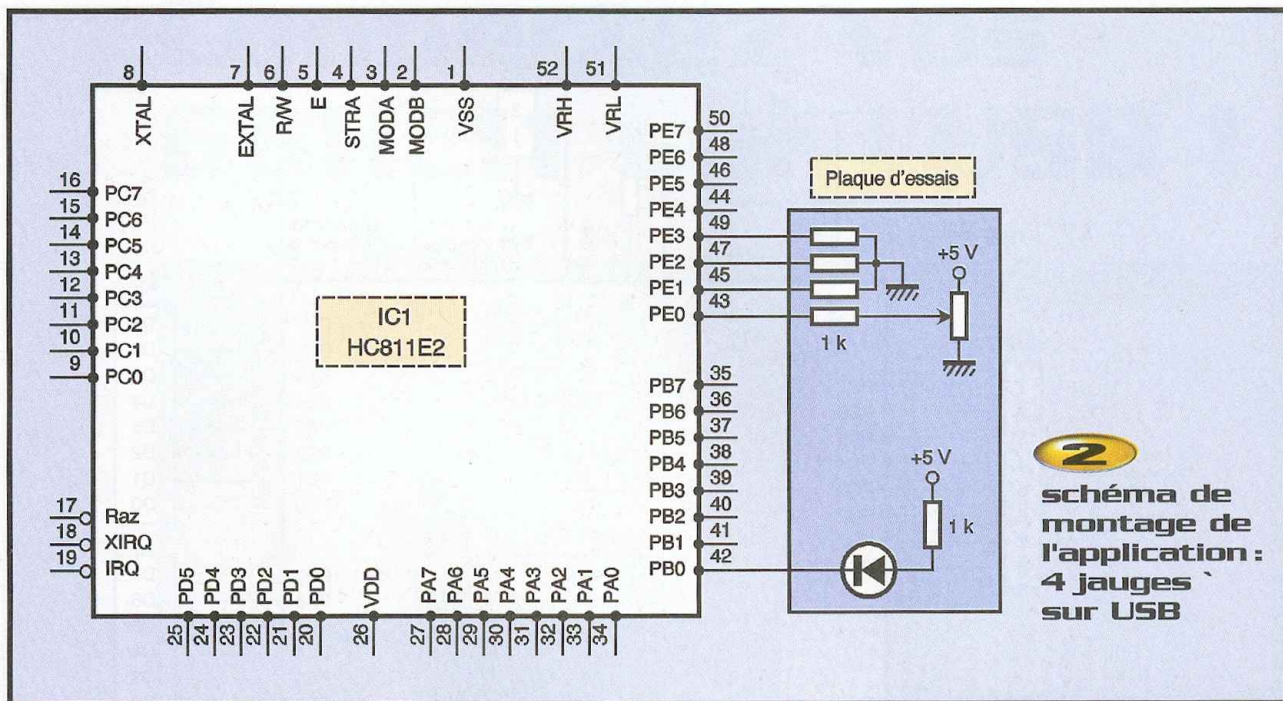 8
7
6
5
4
3
2
1
52
51
XTAL
EXTAL
R/W
E
STRA
MODA
MODB
VSS
VRH
VRL
16 PC7
15 PC6
14 PC5
13 PC4
12 PC3
11 PC2
10 PC1
9 PC0
17 Raz
18 XIRQ
19 IRQ
IC1
HC811E2
PE7 50
PE6 48
PE5 46
PE4 44
PE3 49
PE2 47
PE1 45
PE0 43
PB7 35
PB6 36
PB5 37
PB4 38
PB3 39
PB2 40
PB1 41
PB0 42
PD5
PD4
PD3
PD2
PD1
PD0
VDD
PA7
PA6
PA5
PA4
PA3
PA2
PA1
PA0
25
24
23
22
21
20
26
27
28
29
30
31
32
33
34
Plaque d'essais
+5 V
1 k
+5 V
1 k
2
schéma de
montage de
l'application :
4 jauges `
sur USB